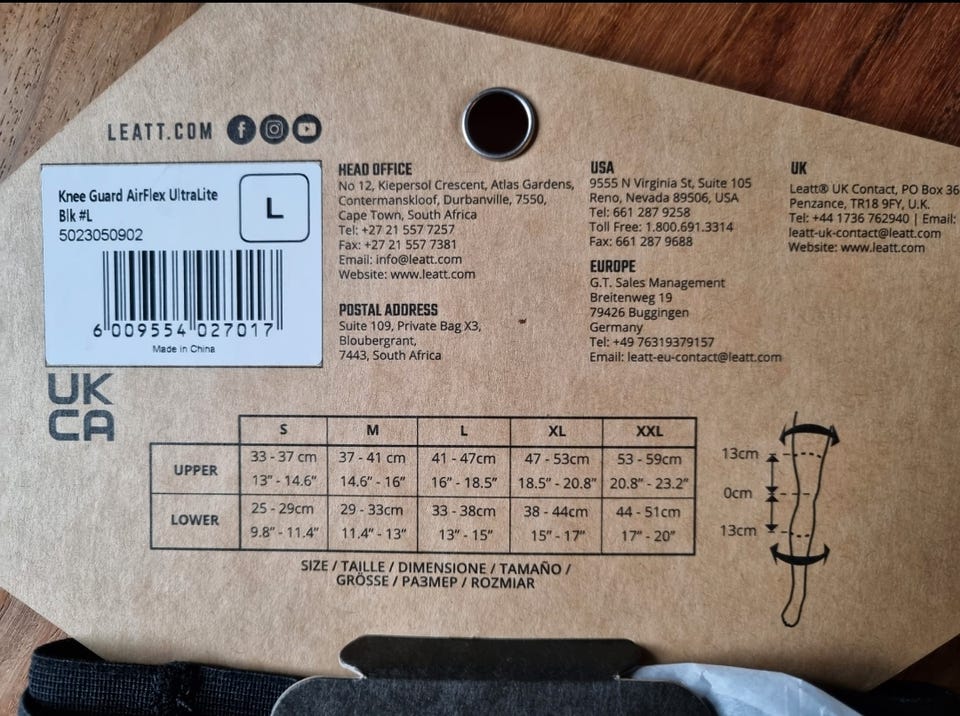 LEATT.COM
Knee Guard AirFlex UltraLite
Blk #L
5023050902
L
6 009554 027017
Made in China
UK
CA
HEAD OFFICE
No 12, Kiepersol Crescent, Atlas Gardens,
Contermanskloof, Durbanville, 7550,
Cape Town, South Africa
Tel: +27 21 557 7257
Fax: +27 21 557 7381
Email: info@leatt.com
Website: www.leatt.com
POSTAL ADDRESS
Suite 109, Private Bag X3,
Bloubergrant,
7443, South Africa
USA
9555 N Virginia St, Suite 105
Reno, Nevada 89506, USA
Tel: 661 287 9258
Toll Free: 1.800.691.3314
Fax: 661 287 9688
EUROPE
G.T. Sales Management
Breitenweg 19
79426 Buggingen
Germany
Tel: +49 76319379157
Email: leatt-eu-contact@leatt.com
UK
Leatt® UK Contact, PO Box 36
Penzance, TR18 9FY, U.K.
Tel: +44 1736 762940 | Email:
leatt-uk-contact@leatt.com
Website: www.leatt.com
S M L XL XXL
UPPER
33 - 37 cm 37 - 41 cm 41 - 47cm 47 - 53cm 53 - 59cm
13” - 14.6” 14.6” - 16” 16” - 18.5” 18.5” - 20.8” 20.8” - 23.2”
LOWER
25 - 29cm 29 - 33cm 33 - 38cm 38 - 44cm 44 - 51cm
9.8” - 11.4” 11.4” - 13” 13” - 15” 15” - 17” 17” - 20”
SIZE / TAILLE / DIMENSIONE / TAMAÑO /
GRÖSSE / РАЗМЕР / ROZMIAR
13cm
0cm
13cm